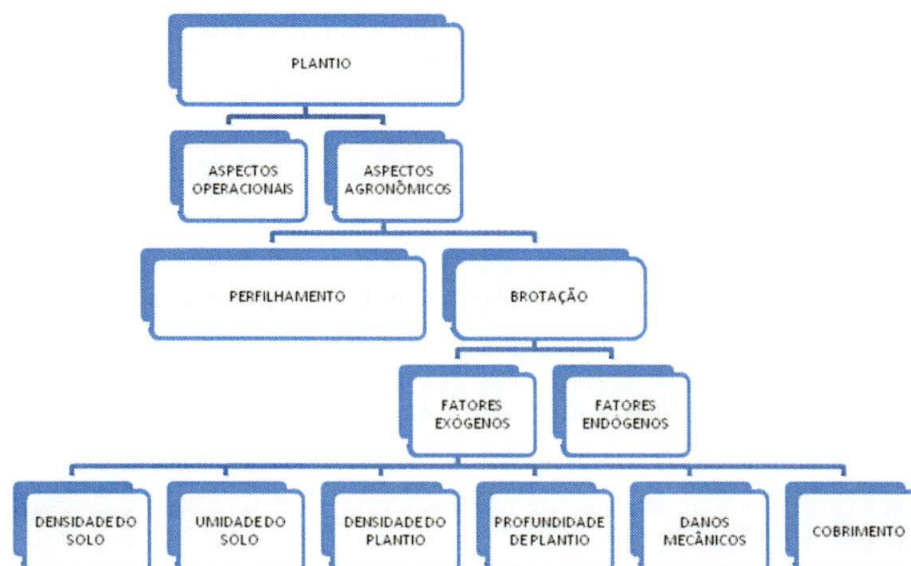 PLANTIO
ASPECTOS
OPERACIONAIS
ASPECTOS
AGRONÔMICOS
PERFILHAMENTO
BROTAÇÃO
FATORES
EXÓGENOS
FATORES
ENDÓGENOS
DENSIDADE DO
SOLO
UMIDADE DO
SOLO
DENSIDADE DO
PLANTIO
PROFUNDIDADE
DE PLANTIO
DANOS
MECÂNICOS
COBRIMENTO